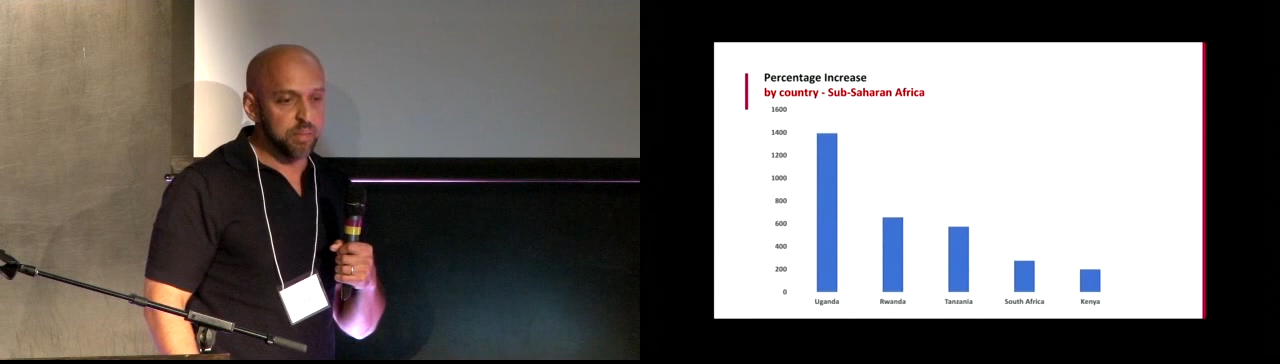 Percentage Increase
by country - Sub-Saharan Africa
1600
1400
1200
1000
800
600
400
200
0
Uganda
Rwanda
Tanzania
South Africa
Kenya